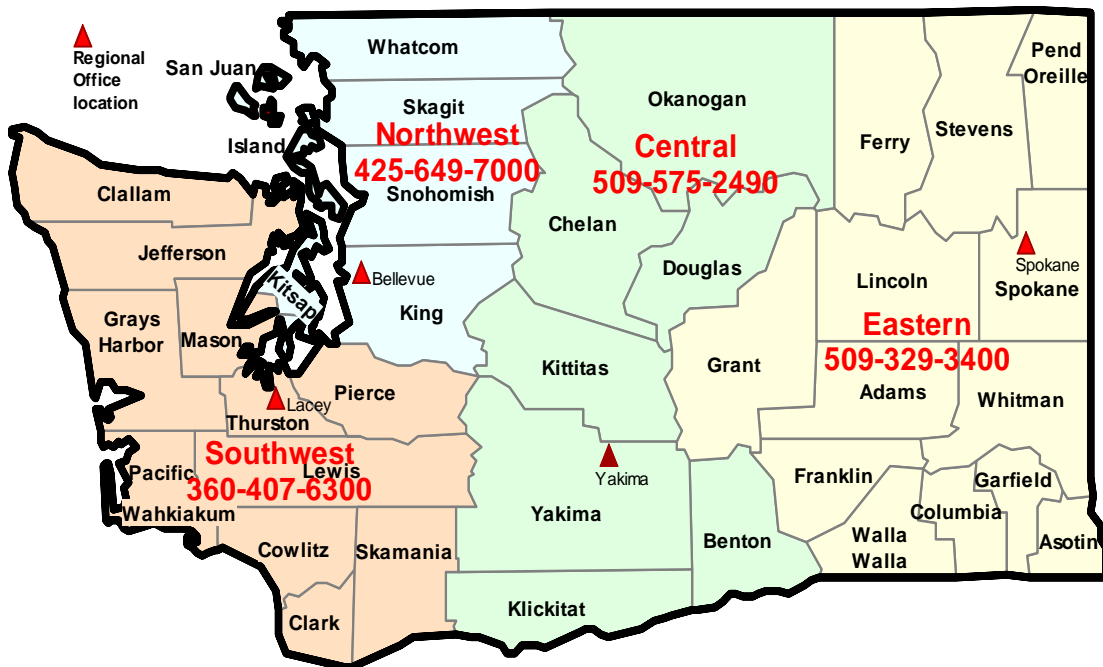 Regional
Office
location
San Juan
Whatcom
Skagit
Island
Northwest
425-649-7000
Snohomish
Okanogan
Central
509-575-2490
Pend
Oreille
Ferry
Stevens
Clallam
Jefferson
Kitsap
Bellevue
King
Chelan
Douglas
Lincoln
Spokane
Spokane
Grays
Harbor
Mason
Eastern
509-329-3400
Kittitas
Grant
Adams
Whitman
Pierce
Lacey
Thurston
Southwest
Lewis
360-407-6300
Pacific
Wahkiakum
Yakima
Yakima
Franklin
Garfield
Columbia
Walla
Walla
Asotin
Benton
Cowlitz
Skamania
Clark
Klickitat